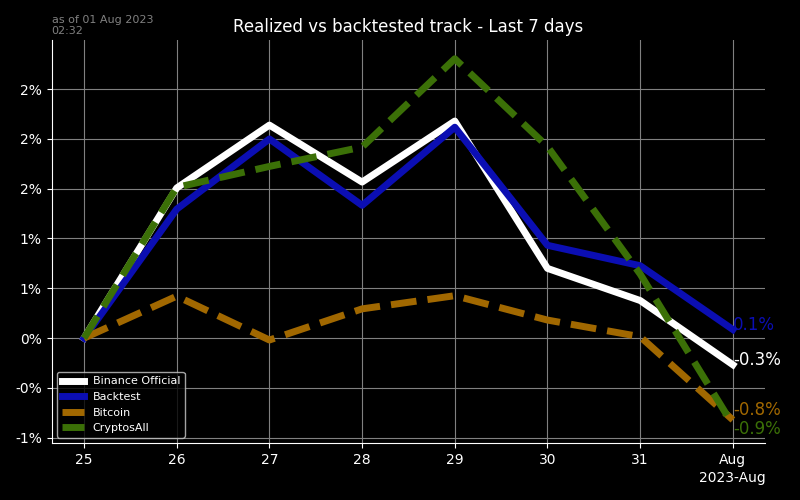 as of 01 Aug 2023
02:32
Realized vs backtested track - Last 7 days
2%
2%
2%
1%
1%
0%
-0%
-1%
0.1%
-0.3%
-0.8%
-0.9%
Binance Official
Backtest
Bitcoin
CryptosAll
25 26 27 28 29 30 31 Aug
2023-Aug